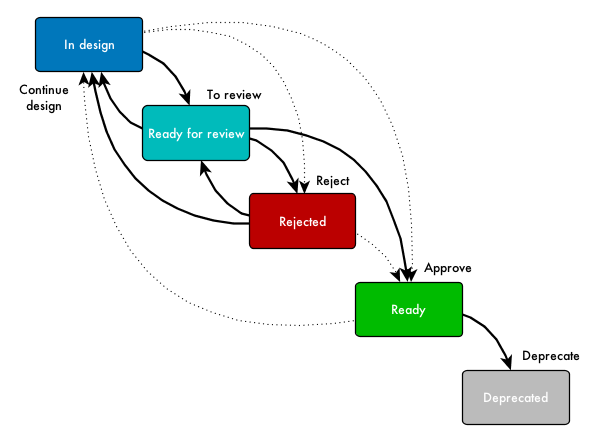 In design
Continue
design
To review
Ready for review
Reject
Rejected
Approve
Ready
Deprecate
Deprecated